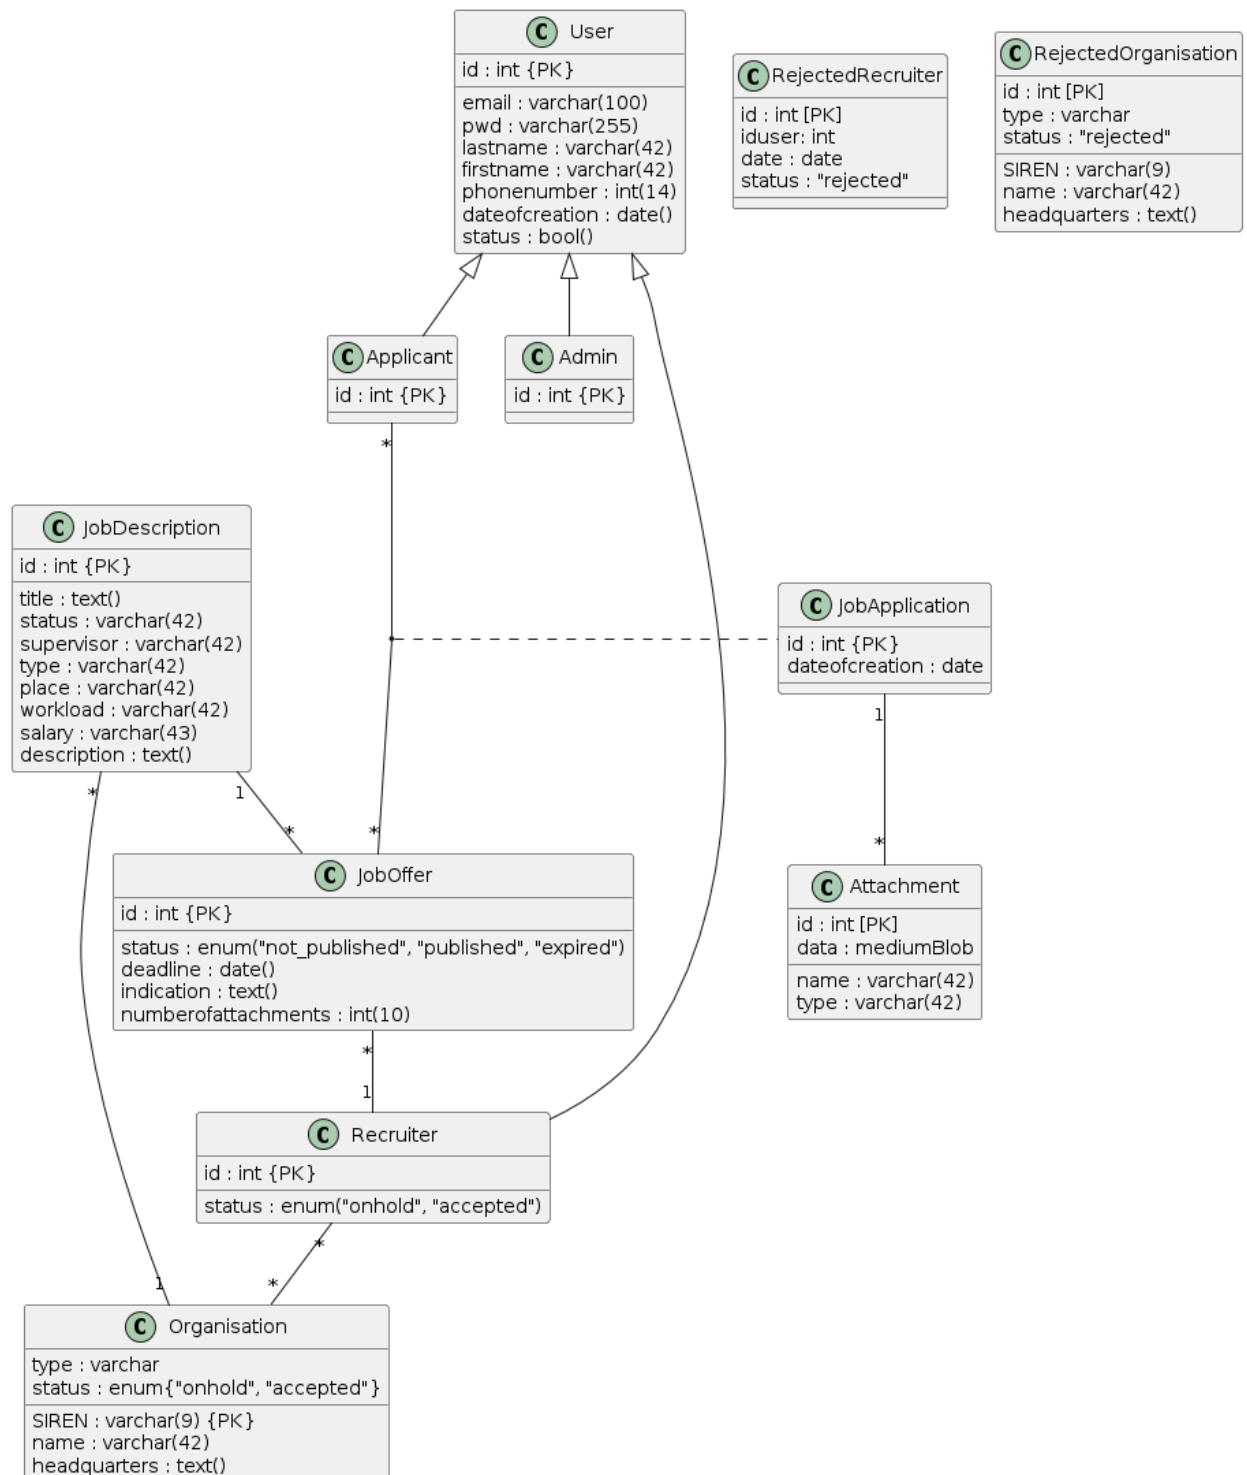 C User
id : int {PK}
email : varchar(100)
pwd : varchar(255)
lastname : varchar(42)
firstname : varchar(42)
phonenumber : int(14)
dateofcreation : date()
status : bool()
C RejectedRecruiter
id : int [PK]
iduser: int
date : date
status : "rejected"
C RejectedOrganisation
id : int [PK]
type : varchar
status : "rejected"
SIREN : varchar(9)
name : varchar(42)
headquarters : text()
C Applicant
id : int {PK}
C Admin
id : int {PK}
*
C JobDescription
id : int {PK}
title : text()
status : varchar(42)
supervisor : varchar(42)
type : varchar(42)
place : varchar(42)
workload : varchar(42)
salary : varchar(43)
description : text()
C JobApplication
id : int {PK}
dateofcreation : date
1
*
* 1
* *
C JobOffer
id : int {PK}
status : enum("not_published", "published", "expired")
deadline : date()
indication : text()
numberofattachments : int(10)
C Attachment
id : int [PK]
data : mediumBlob
name : varchar(42)
type : varchar(42)
*
1
C Recruiter
id : int {PK}
status : enum("onhold", "accepted")
*
1 *
C Organisation
type : varchar
status : enum{"onhold", "accepted"}
SIREN : varchar(9) {PK}
name : varchar(42)
headquarters : text()